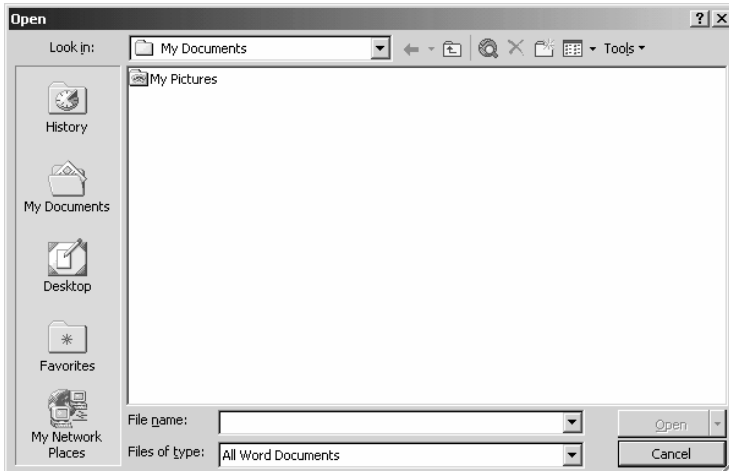 Open
Look in:
My Documents
Tools
My Pictures
History
My Documents
Desktop
Favorites
My Network
Places
File name:
Open
Files of type:
All Word Documents
Cancel